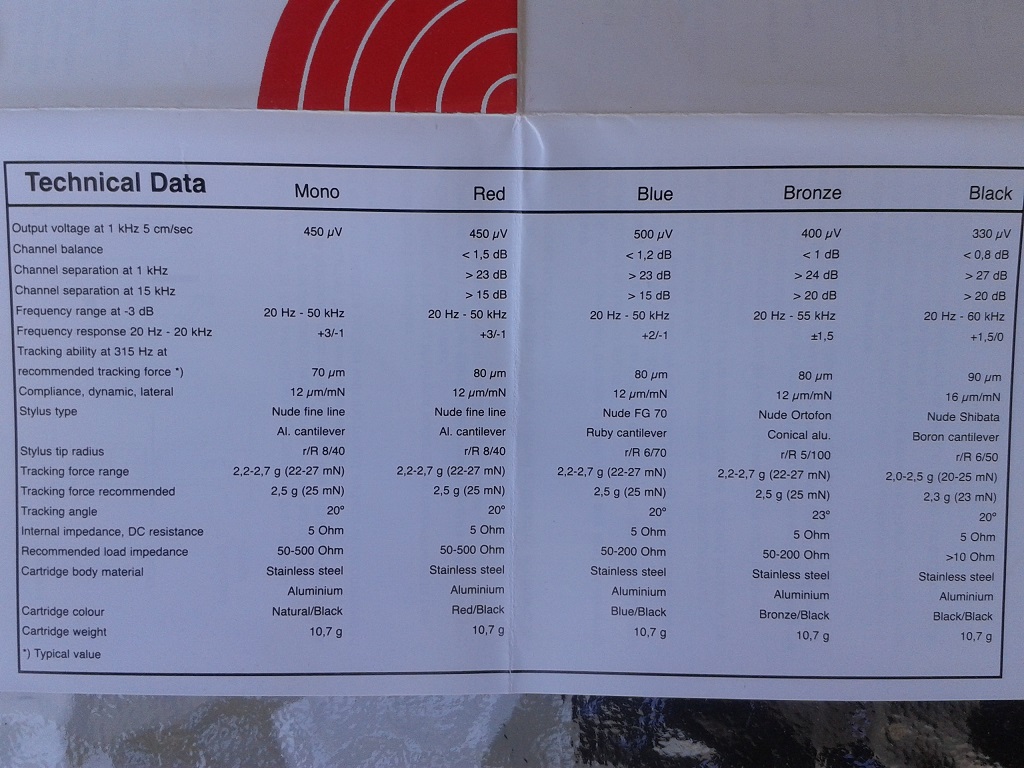 Technical Data Mono Red Blue Bronze Black
Output voltage at 1 kHz 5 cm/sec 450 µV 450 µV 500 µV 400 µV 330 µV
Channel balance < 1,5 dB < 1,2 dB < 1 dB < 0,8 dB
Channel separation at 1 kHz > 23 dB > 23 dB > 24 dB > 27 dB
Channel separation at 15 kHz > 15 dB > 15 dB > 20 dB > 20 dB
Frequency range at -3 dB 20 Hz - 50 kHz 20 Hz - 50 kHz 20 Hz - 50 kHz 20 Hz - 55 kHz 20 Hz - 60 kHz
Frequency response 20 Hz - 20 kHz +3/-1 +3/-1 +2/-1 ±1,5 +1,5/0
Tracking ability at 315 Hz at
recommended tracking force *) 70 µm 80 µm 80 µm 80 µm 90 µm
Compliance, dynamic, lateral 12 µm/mN 12 µm/mN 12 µm/mN 12 µm/mN 16 µm/mN
Stylus type Nude fine line Nude fine line Nude FG 70 Nude Ortofon Nude Shibata
Al. cantilever Al. cantilever Ruby cantilever Conical alu. Boron cantilever
Stylus tip radius r/R 8/40 r/R 8/40 r/R 6/70 r/R 5/100 r/R 6/50
Tracking force range 2,2-2,7 g (22-27 mN) 2,2-2,7 g (22-27 mN) 2,2-2,7 g (22-27 mN) 2,2-2,7 g (22-27 mN) 2,0-2,5 g (20-25 mN)
Tracking force recommended 2,5 g (25 mN) 2,5 g (25 mN) 2,5 g (25 mN) 2,5 g (25 mN) 2,3 g (23 mN)
Tracking angle 20° 20° 20° 23° 20°
Internal impedance, DC resistance 5 Ohm 5 Ohm 5 Ohm 5 Ohm 5 Ohm
Recommended load impedance 50-500 Ohm 50-500 Ohm 50-200 Ohm 50-200 Ohm >10 Ohm
Cartridge body material Stainless steel Stainless steel Stainless steel Stainless steel Stainless steel
Aluminium Aluminium Aluminium Aluminium Aluminium
Cartridge colour Natural/Black Red/Black Blue/Black Bronze/Black Black/Black
Cartridge weight 10,7 g 10,7 g 10,7 g 10,7 g 10,7 g
*) Typical value